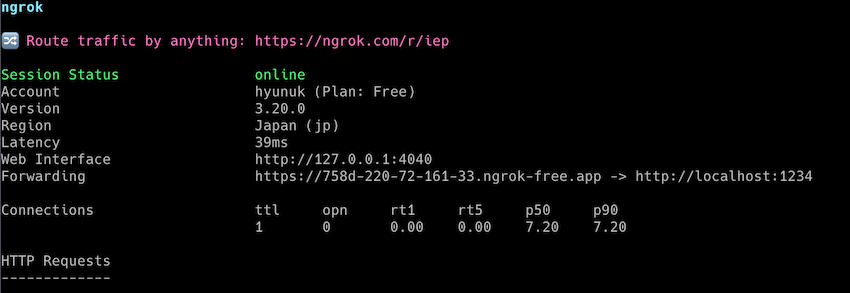 ngrok
🔀 Route traffic by anything: https://ngrok.com/r/iep
Session Status online
Account hyunuk (Plan: Free)
Version 3.20.0
Region Japan (jp)
Latency 39ms
Web Interface http://127.0.0.1:4040
Forwarding https://758d-220-72-161-33.ngrok-free.app -> http://localhost:1234
Connections ttl opn rt1 rt5 p50 p90
1 0 0.00 0.00 7.20 7.20
HTTP Requests
-------------